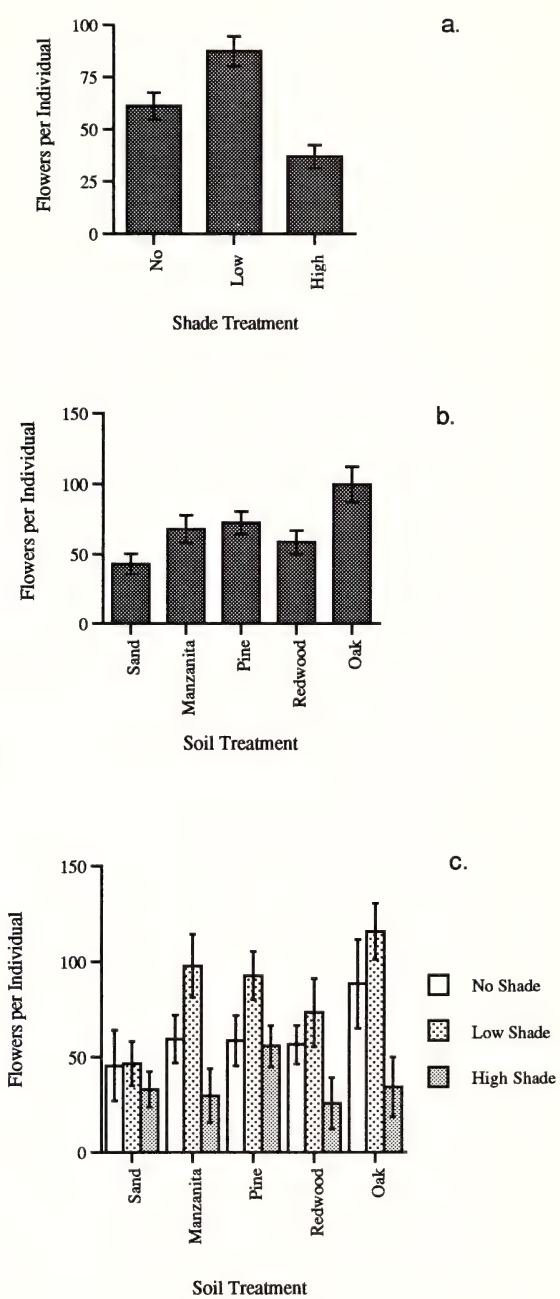 a.
Flowers per Individual
100
75
50
25
0
No
Low
High
Shade Treatment
b.
Flowers per Individual
150
100
50
0
Sand
Manzanita
Pine
Redwood
Oak
Soil Treatment
c.
Flowers per Individual
150
100
50
0
No Shade
Low Shade
High Shade
Sand
Manzanita
Pine
Redwood
Oak
Soil Treatment